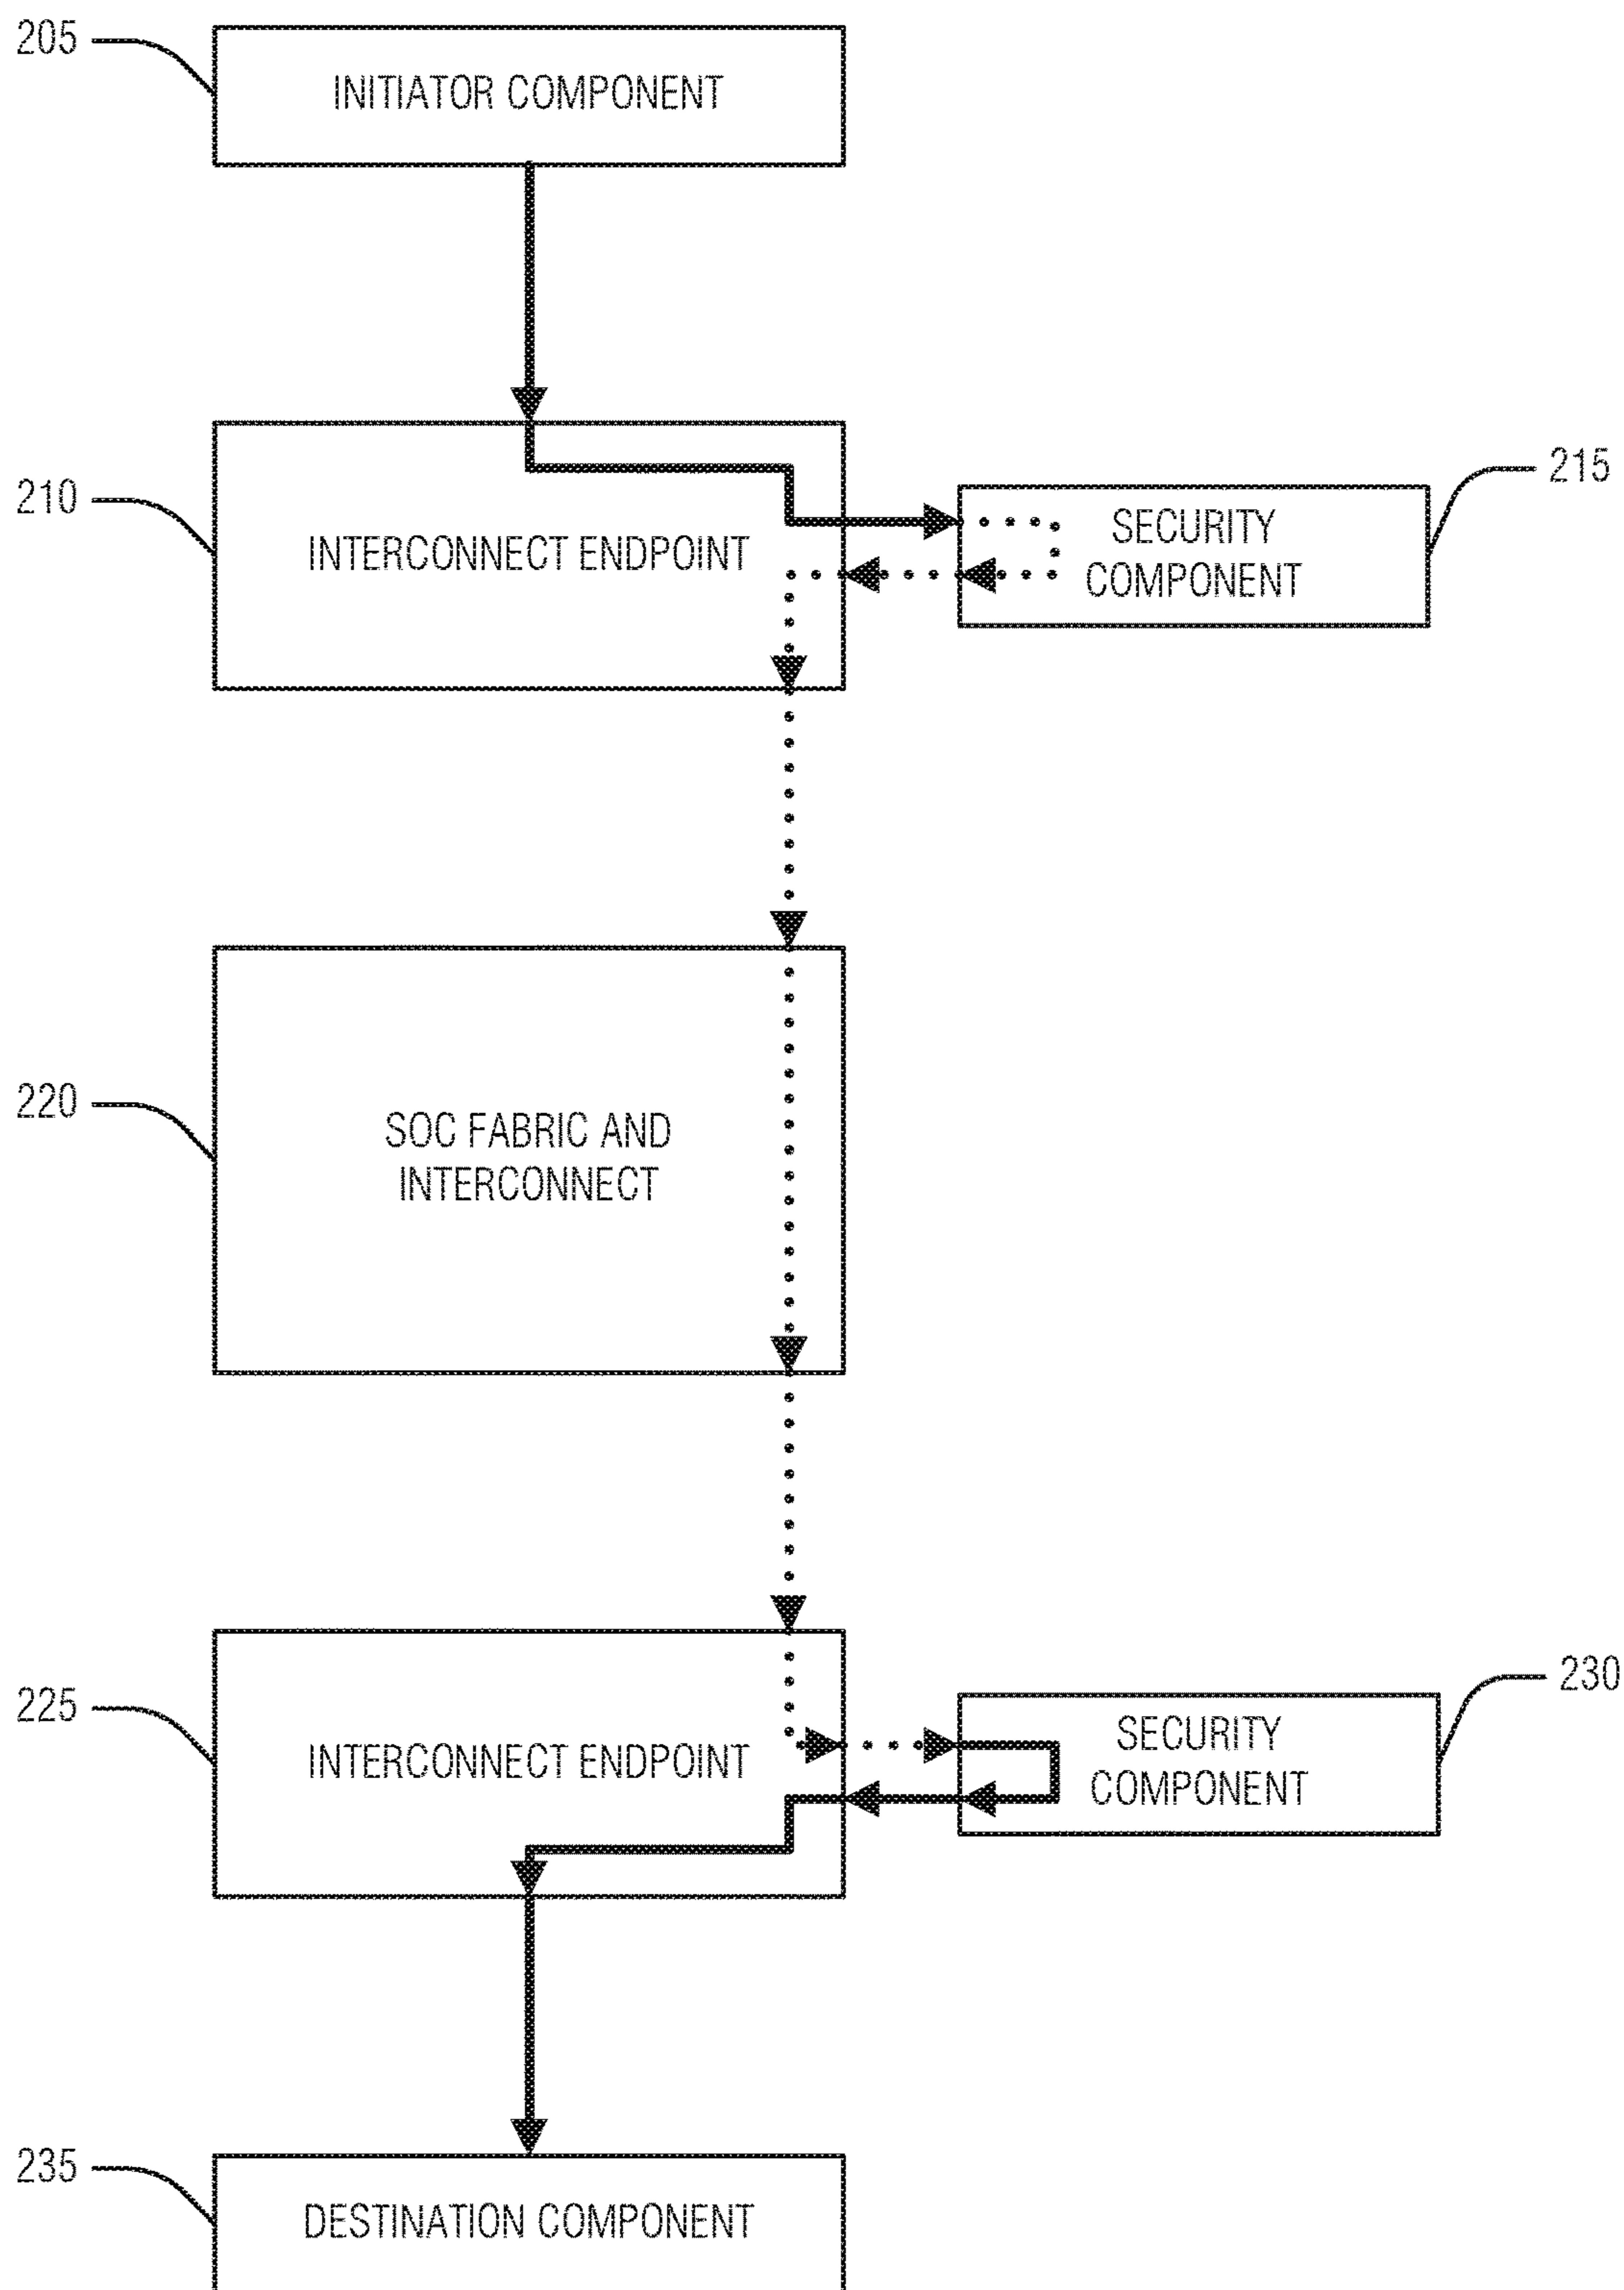 205
INITIATOR COMPONENT
210
INTERCONNECT ENDPOINT
215
SECURITY
COMPONENT
220
SOC FABRIC AND
INTERCONNECT
225
INTERCONNECT ENDPOINT
230
SECURITY
COMPONENT
235
DESTINATION COMPONENT